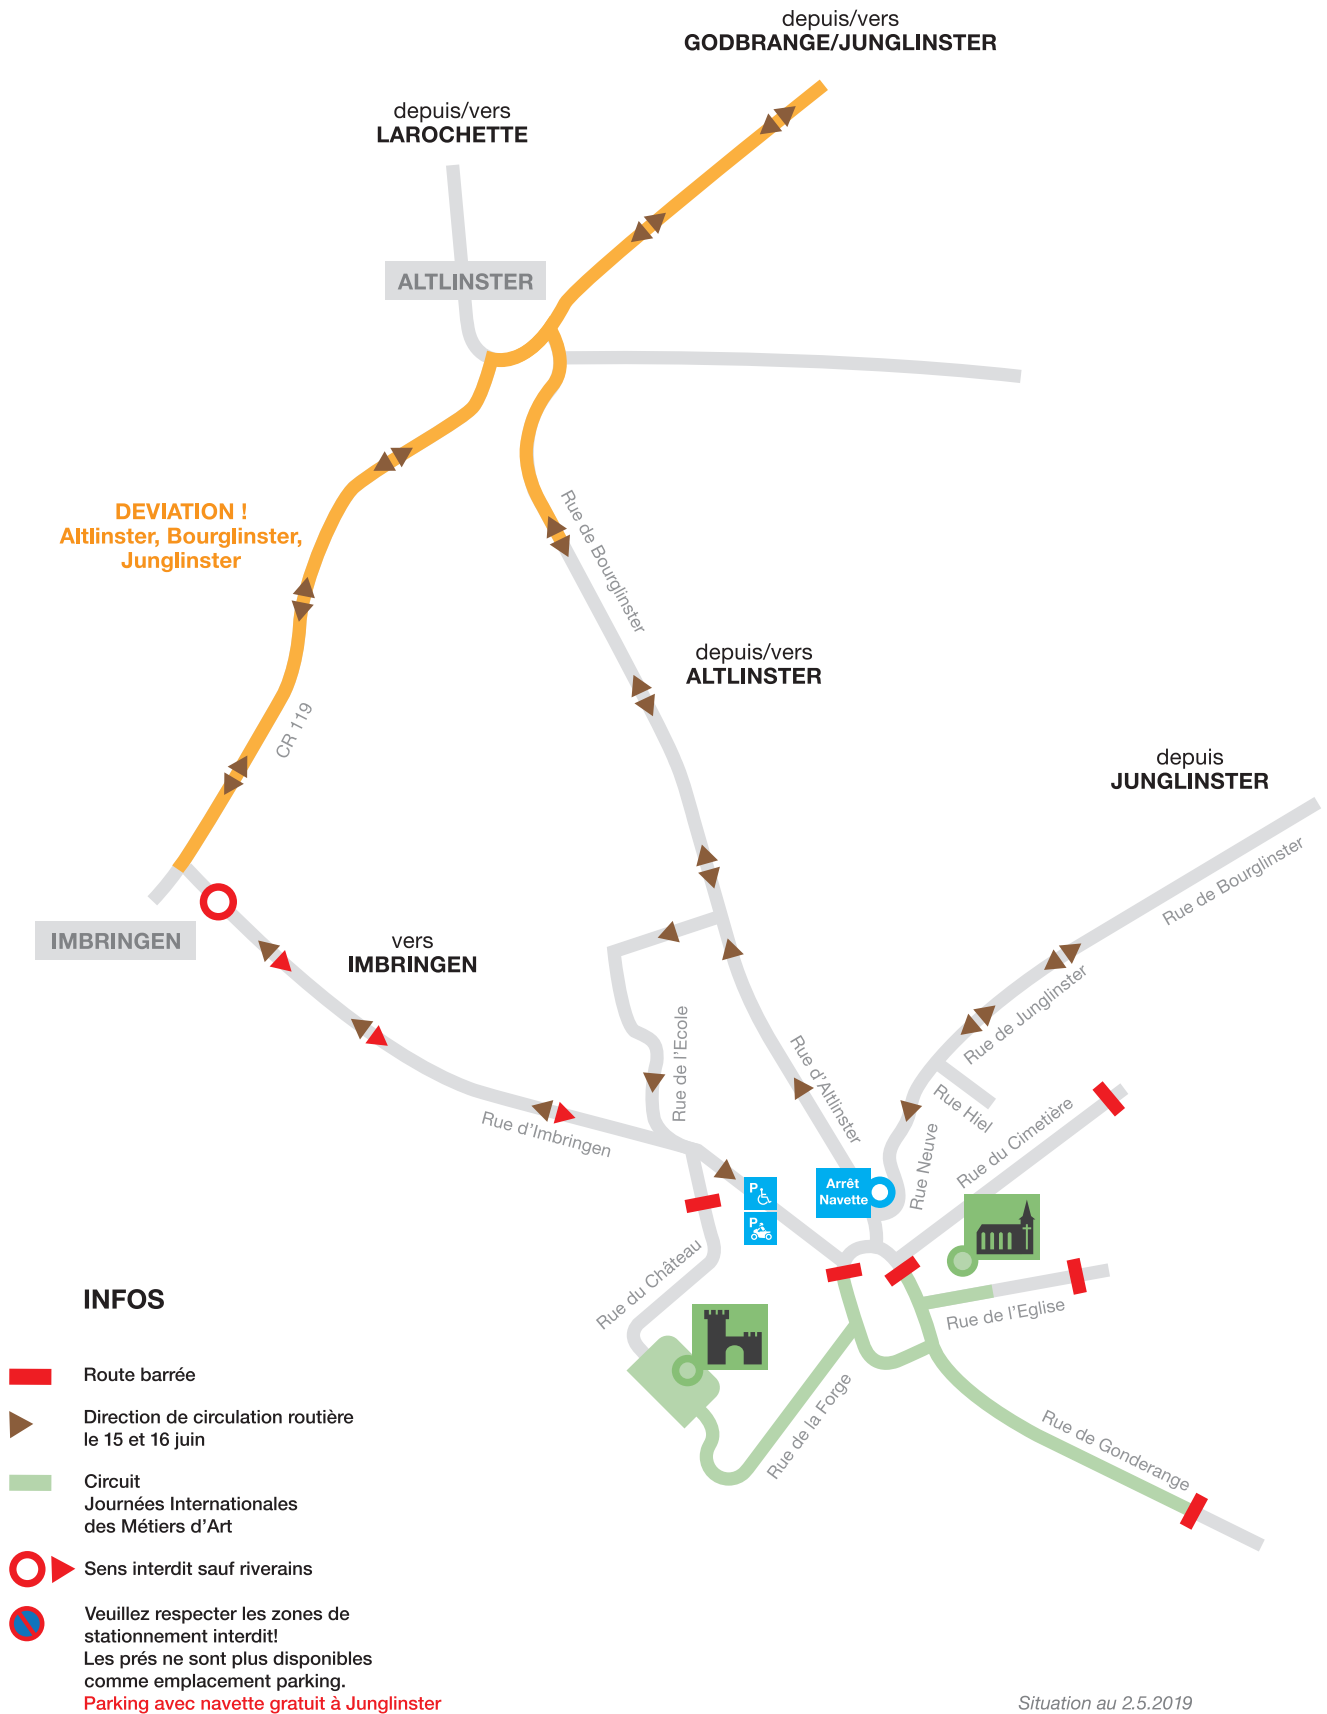 depuis/vers
GODBRANGE/JUNGLINSTER
depuis/vers
LAROCHETTE
ALTLINSTER
DEVIATION !
Altlinster, Bourglinster,
Junglinster
Rue de Bourglinster
depuis/vers
ALTLINSTER
CR 119
depuis
JUNGLINSTER
Rue de Bourglinster
IMBRINGEN
vers
IMBRINGEN
Rue de Junglinster
Rue de l'Ecole
Rue d'Altlinster
Rue Hiel
Rue du Cimetière
Rue d'Imbringen
Rue Neuve
P
P
Arrêt
Navette
Rue du Château
Rue de l'Eglise
Rue de la Forge
Rue de Gonderange
INFOS
Route barrée
Direction de circulation routière
le 15 et 16 juin
Circuit
Journées Internationales
des Métiers d'Art
Sens interdit sauf riverains
Veuillez respecter les zones de
stationnement interdit!
Les prés ne sont plus disponibles
comme emplacement parking.
Parking avec navette gratuit à Junglinster
Situation au 2.5.2019